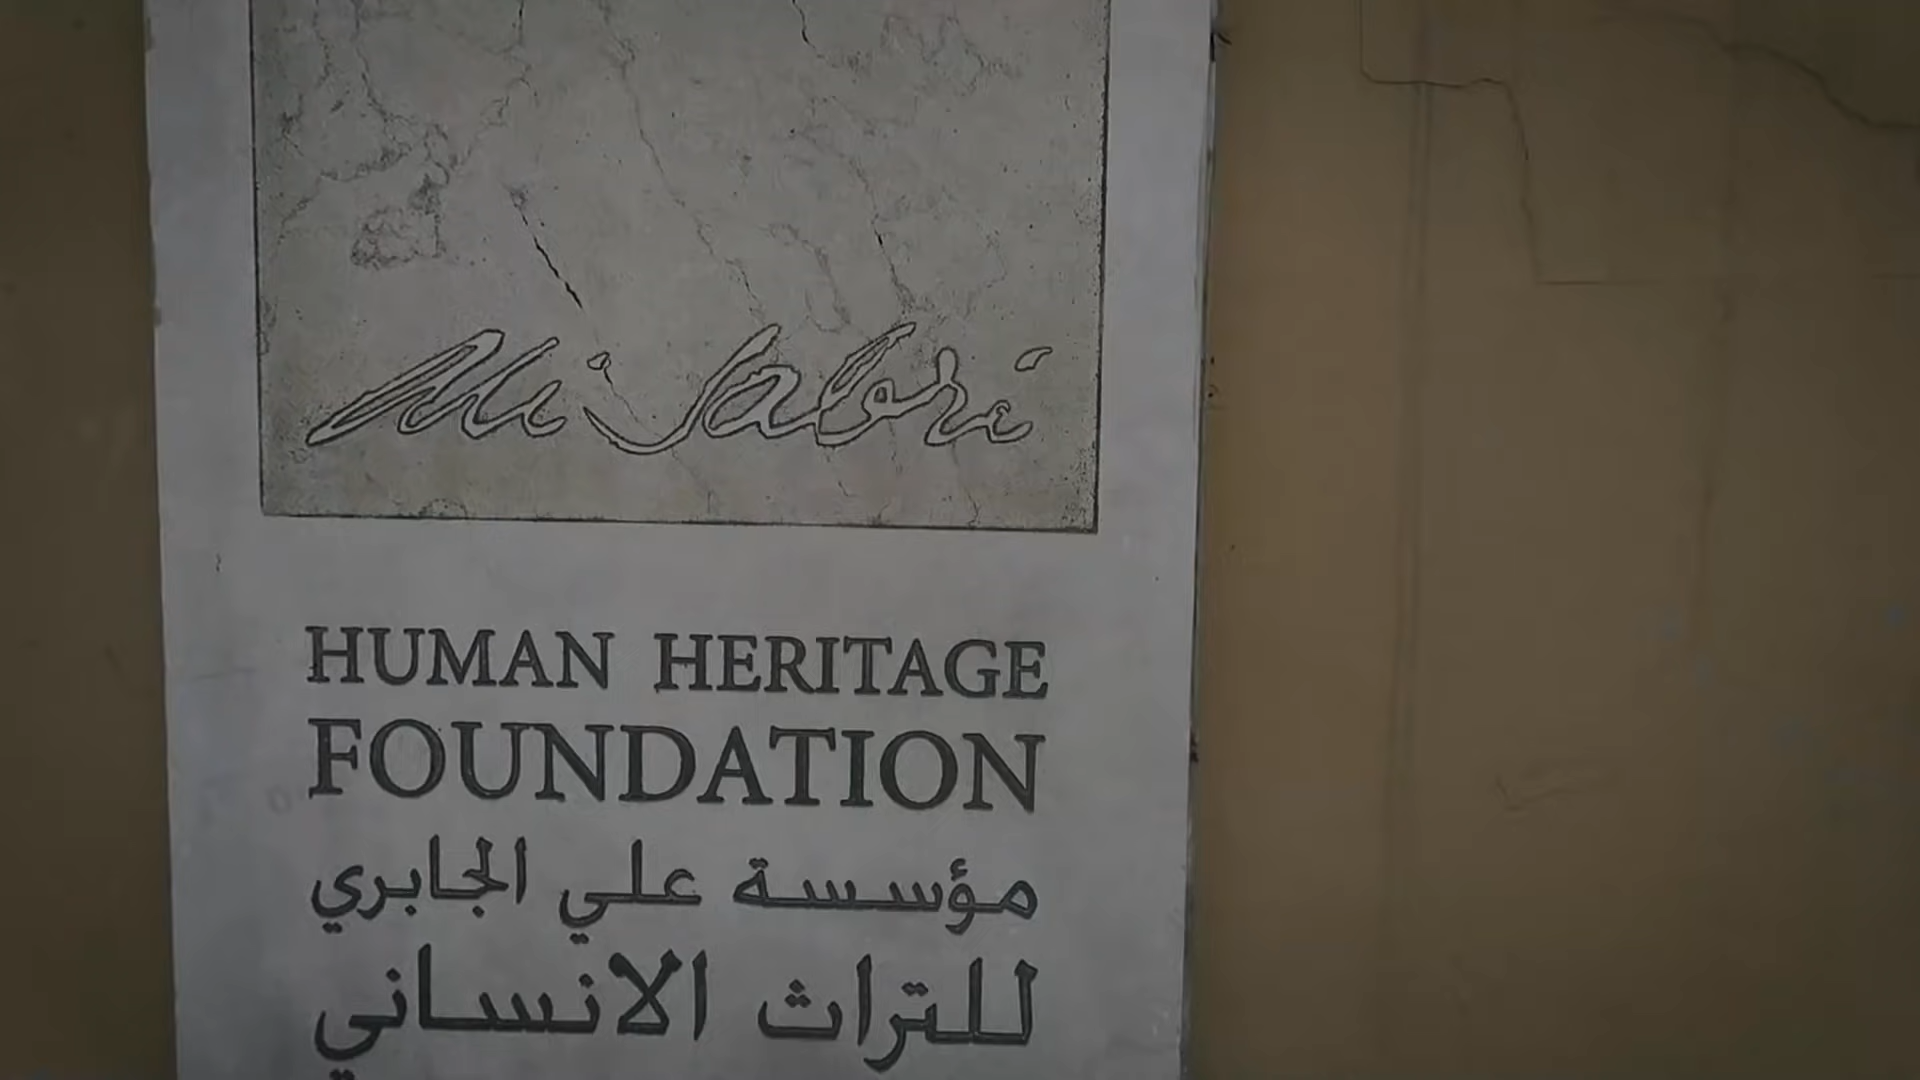 Ali Jabri
HUMAN HERITAGE
FOUNDATION
مؤسسة علي الجابري
للتراث الانساني